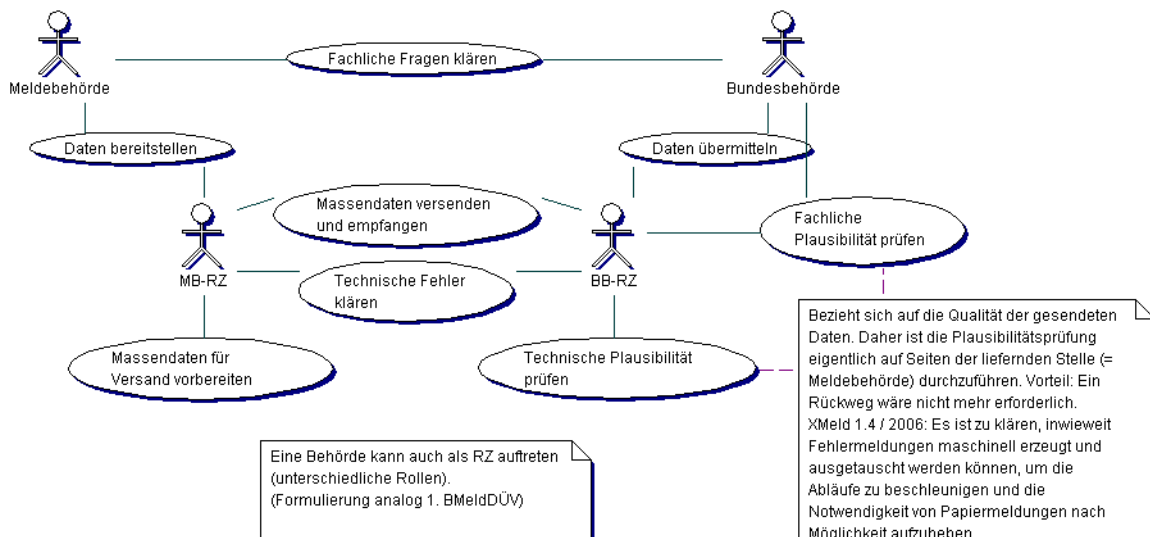 Fachliche Fragen klären
Meldebehörde
Bundesbehörde
Daten bereitstellen
Daten übermitteln
Massendaten versenden
und empfangen
Fachliche
Plausibilität prüfen
MB-RZ
BB-RZ
Technische Fehler
klären
Massendaten für
Versand vorbereiten
Technische Plausibilität
prüfen
Bezieht sich auf die Qualität der gesendeten
Daten. Daher ist die Plausibilitätsprüfung
eigentlich auf Seiten der liefernden Stelle (=
Meldebehörde) durchzuführen. Vorteil: Ein
Rückweg wäre nicht mehr erforderlich.
XMeld 1.4 / 2006: Es ist zu klären, inwieweit
Fehlermeldungen maschinell erzeugt und
ausgetauscht werden können, um die
Abläufe zu beschleunigen und die
Notwendigkeit von Papiermeldungen nach
Möglichkeit aufzuheben
Eine Behörde kann auch als RZ auftreten
(unterschiedliche Rollen).
(Formulierung analog 1. BMeldDÜV)